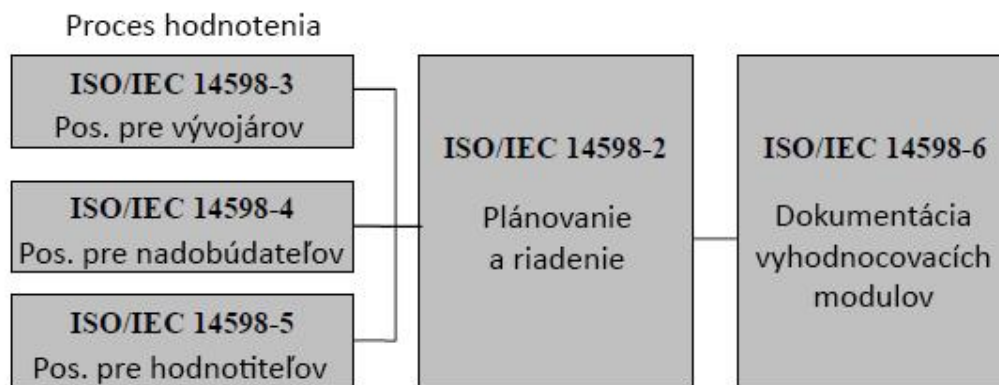 Proces hodnotenia
ISO/IEC 14598-3
Pos. pre vývojárov
ISO/IEC 14598-4
Pos. pre nadobúdateľov
ISO/IEC 14598-5
Pos. pre hodnotiteľov
ISO/IEC 14598-2
Plánovanie
a riadenie
ISO/IEC 14598-6
Dokumentácia
vyhodnocovacích
modulov